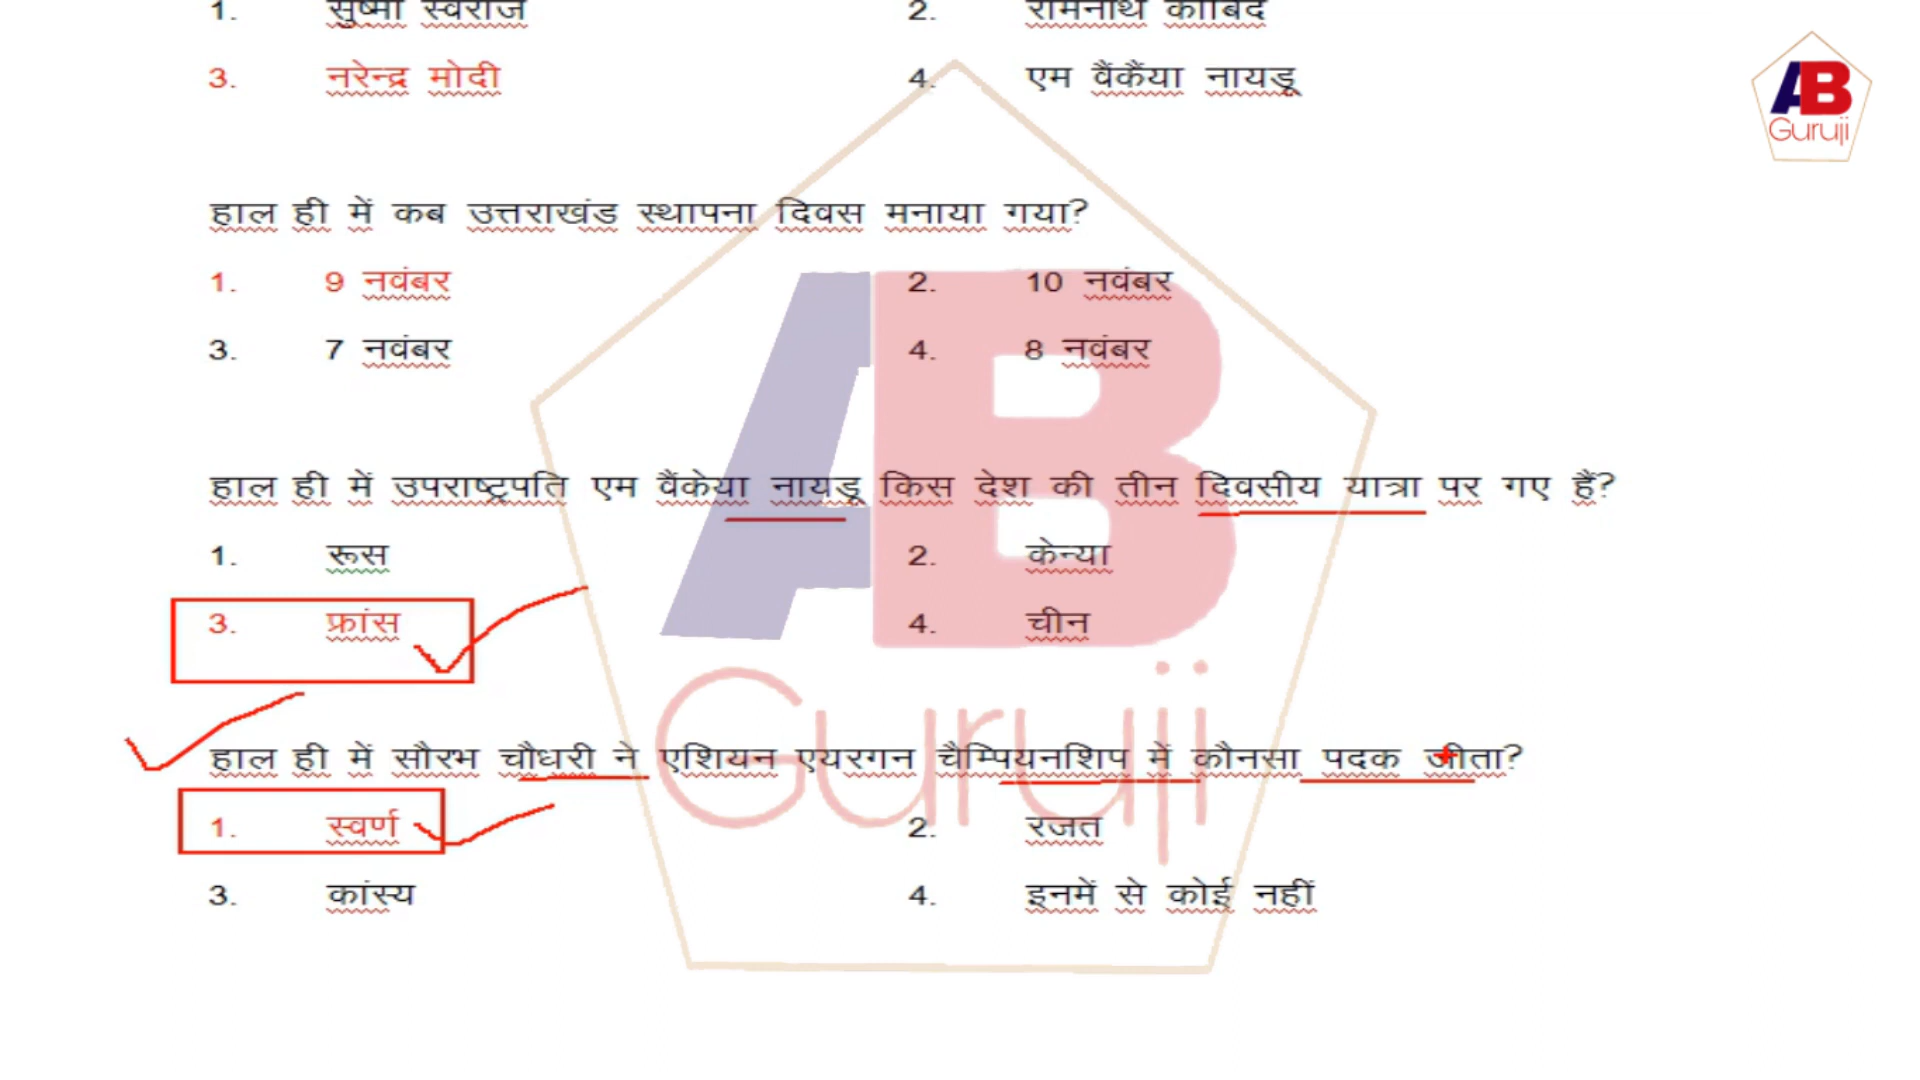 1. सुष्मा स्वराज 2. रामनाथ कोबिंद
3. नरेन्द्र मोदी 4. एम वैंकैंया नायडू
AB
Guruji
हाल ही में कब उत्तराखंड स्थापना दिवस मनाया गया?
1. 9 नवंबर 2. 10 नवंबर
3. 7 नवंबर 4. 8 नवंबर
हाल ही में उपराष्ट्रपति एम वैंकेया नायडू किस देश की तीन दिवसीय यात्रा पर गए हैं?
1. रूस 2. केन्या
3. फ्रांस 4. चीन
हाल ही में सौरभ चौधरी ने एशियन एयरगन चैम्पियनशिप में कौनसा पदक जीता?
1. स्वर्ण 2. रजत
3. कांस्य 4. इनमें से कोई नहीं
AB
Guruji